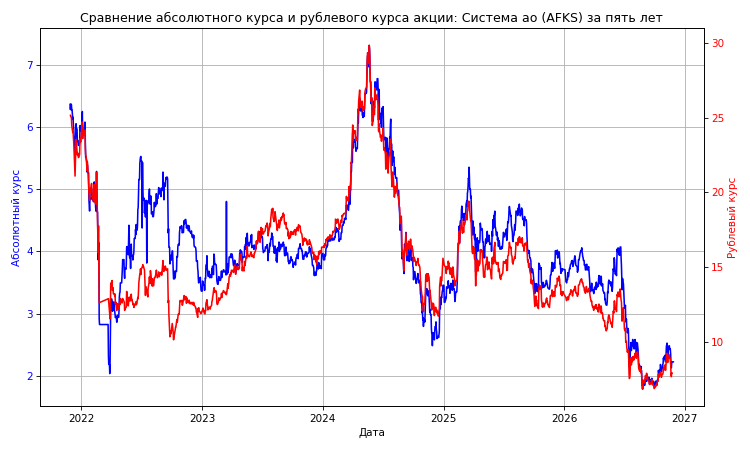 Сравнение абсолютного курса и рублевого курса акции: Система ао (AFKS) за пять лет
7
6
5
4
3
2
Абсолютный курс
30
25
20
15
10
Рублевый курс
2022 2023 2024 2025 2026 2027
Дата